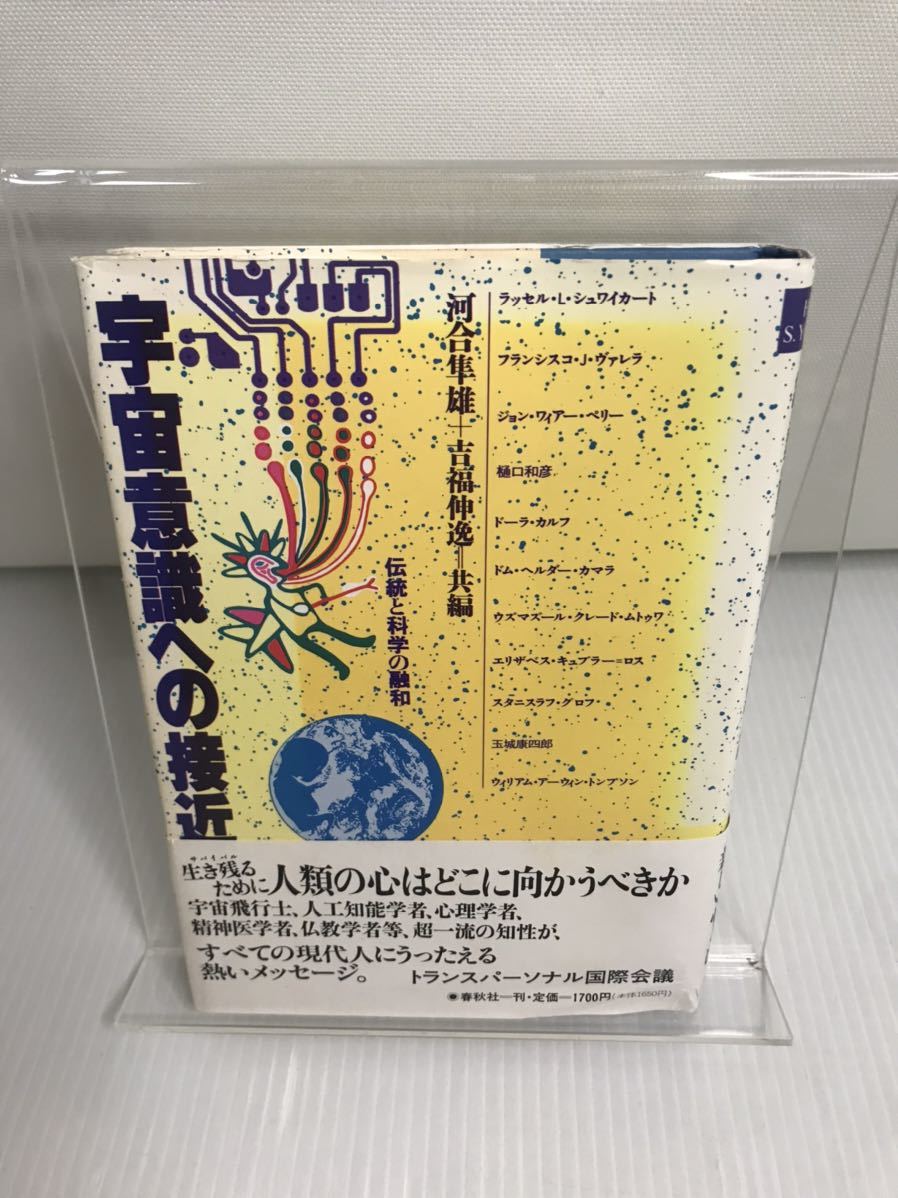 宇宙意識への接近
伝統と科学の融和
河合隼雄+吉福伸逸=共編
ラッセル・L・シュワイカート
フランシスコ・J・ヴァレラ
ジョン・ワィアー・ペリー
樋口和彦
ドーラ・カルフ
ドム・ヘルダー・カマラ
ウズマズール・クレード・ムトゥワ
エリザベス・キュブラー=ロス
スタニスラフ・グロフ
玉城康四郎
ウィリアム・アーウィン・トンプソン
サバイバル
生き残る
ために人類の心はどこに向かうべきか
宇宙飛行士、人工知能学者、心理学者、
精神医学者、仏教学者等、超一流の知性が、
すべての現代人にうったえる
熱いメッセージ。 トランスパーソナル国際会議
●春秋社=刊・定価=1700円(本体1650円)